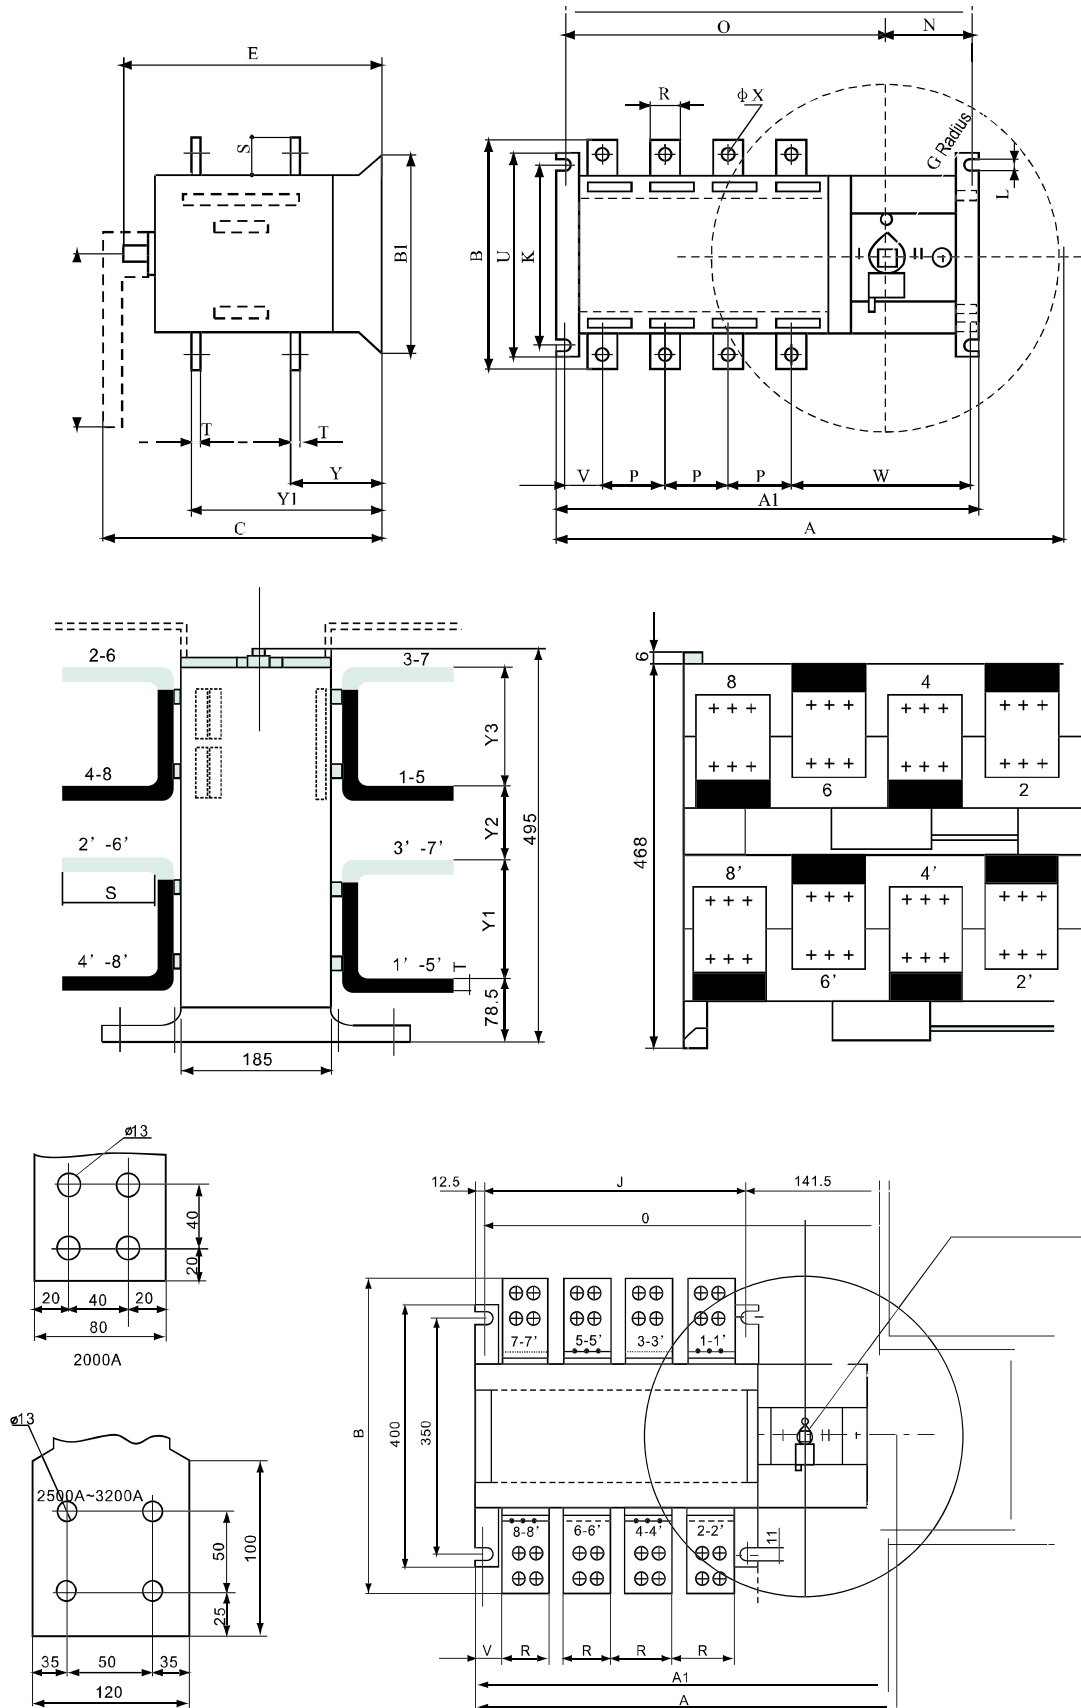 E
S
B1
T
T
Y
Y1
C
O
N
R
ϕX
G Radius
L
B
U
K
I
II
V
P
P
P
W
A1
A
2-6
3-7
4-8
1-5
2’-6’
3’-7’
S
4’-8’
1’-5’
T
Y3
Y2
Y1
78.5
495
185
6
468
8
4
6
2
8’
4’
6’
2’
ø13
40
20
20
40
20
80
2000A
ø13
2500A~3200A
50
25
100
35
50
35
120
12.5
J
141.5
0
7-7’
5-5’
3-3’
1-1’
B
400
350
I
II
8-8’
6-6’
4-4’
2-2’
11
V
R
R
R
R
A1
A